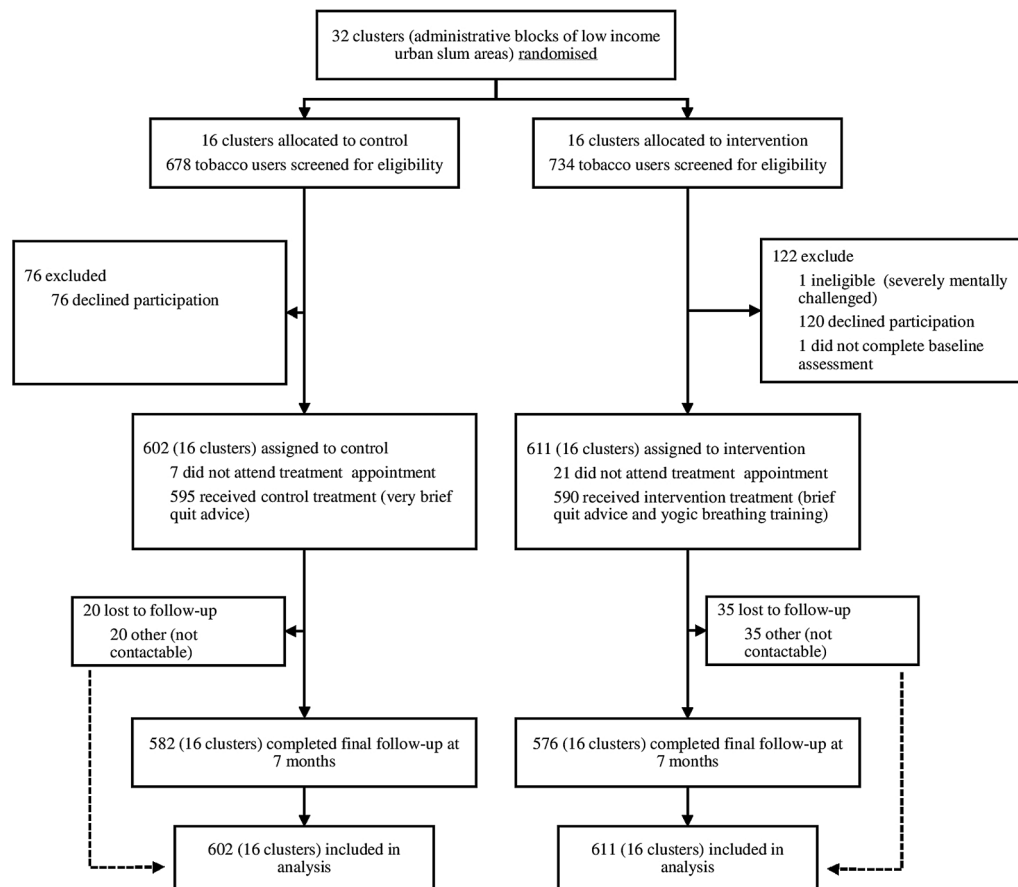 32 clusters (administrative blocks of low income
urban slum areas) randomised
16 clusters allocated to control
678 tobacco users screened for eligibility
16 clusters allocated to intervention
734 tobacco users screened for eligibility
76 excluded
76 declined participation
122 exclude
1 ineligible (severely mentally
challenged)
120 declined participation
1 did not complete baseline
assessment
602 (16 clusters) assigned to control
7 did not attend treatment appointment
595 received control treatment (very brief
quit advice)
611 (16 clusters) assigned to intervention
21 did not attend treatment appointment
590 received intervention treatment (brief
quit advice and yogic breathing training)
20 lost to follow-up
20 other (not
contactable)
35 lost to follow-up
35 other (not
contactable)
582 (16 clusters) completed final follow-up at
7 months
576 (16 clusters) completed final follow-up at
7 months
602 (16 clusters) included in
analysis
611 (16 clusters) included in
analysis